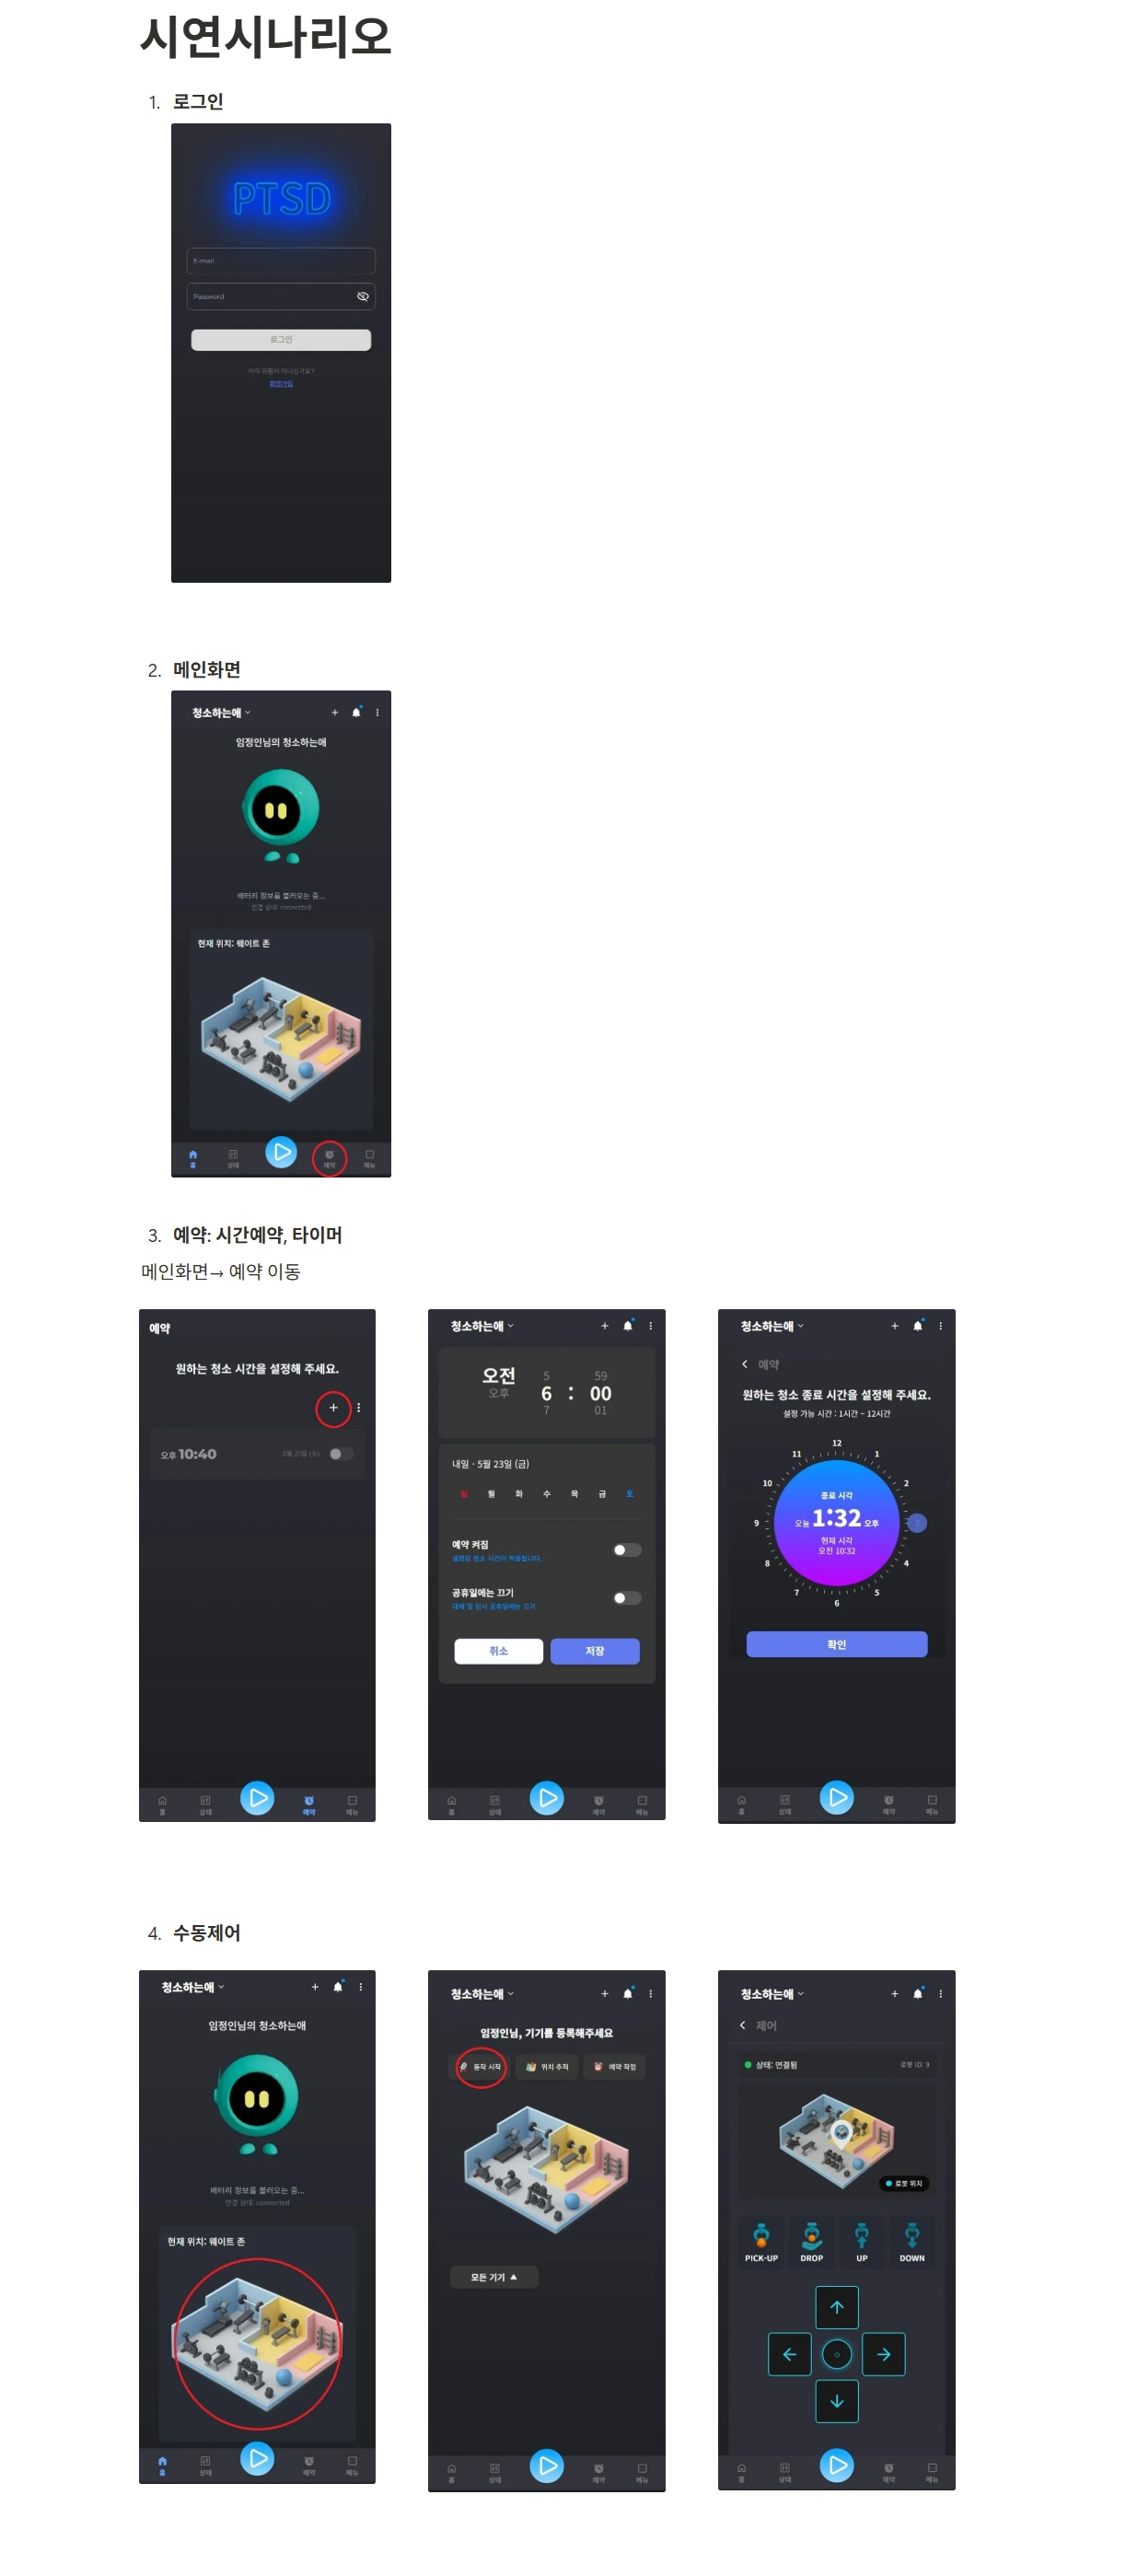 시연시나리오
1. 로그인
PTSD
E-mail
Password
로그인
아직 회원이 아니신가요?
회원가입
2. 메인화면
청소하는애
임정인님의 청소하는애
배터리 정보를 불러오는 중...
연결 상태: connected
현재 위치: 웨이트 존
홈 상태 예약 메뉴
3. 예약: 시간예약, 타이머
메인화면→ 예약 이동
예약
원하는 청소 시간을 설정해 주세요.
+
오후 10:40 5월 21일 (수)
홈 상태 예약 메뉴
청소하는애
오전 5 59
오후 6 : 00
7 01
내일 - 5월 23일 (금)
일 월 화 수 목 금 토
예약 켜짐
설정된 청소 시간이 적용됩니다.
공휴일에는 끄기
대체 및 임시 공휴일에는 끄기
취소 저장
홈 상태 예약 메뉴
청소하는애
예약
원하는 청소 종료 시간을 설정해 주세요.
설정 가능 시간 : 1시간 ~ 12시간
12
11 1
10 2
종료 시각
오늘 1:32 오후
9 3
현재 시각
오전 10:32
8 4
7 5
6
확인
홈 상태 예약 메뉴
4. 수동제어
청소하는애
임정인님의 청소하는애
배터리 정보를 불러오는 중...
연결 상태: connected
현재 위치: 웨이트 존
홈 상태 예약 메뉴
청소하는애
임정인님, 기기를 등록해주세요
동작 시작 위치 추적 예약 작업
모든 기기 ▲
홈 상태 예약 메뉴
청소하는애
제어
상태: 연결됨 로봇 ID: 9
로봇 위치
PICK-UP DROP UP DOWN
홈 상태 예약 메뉴